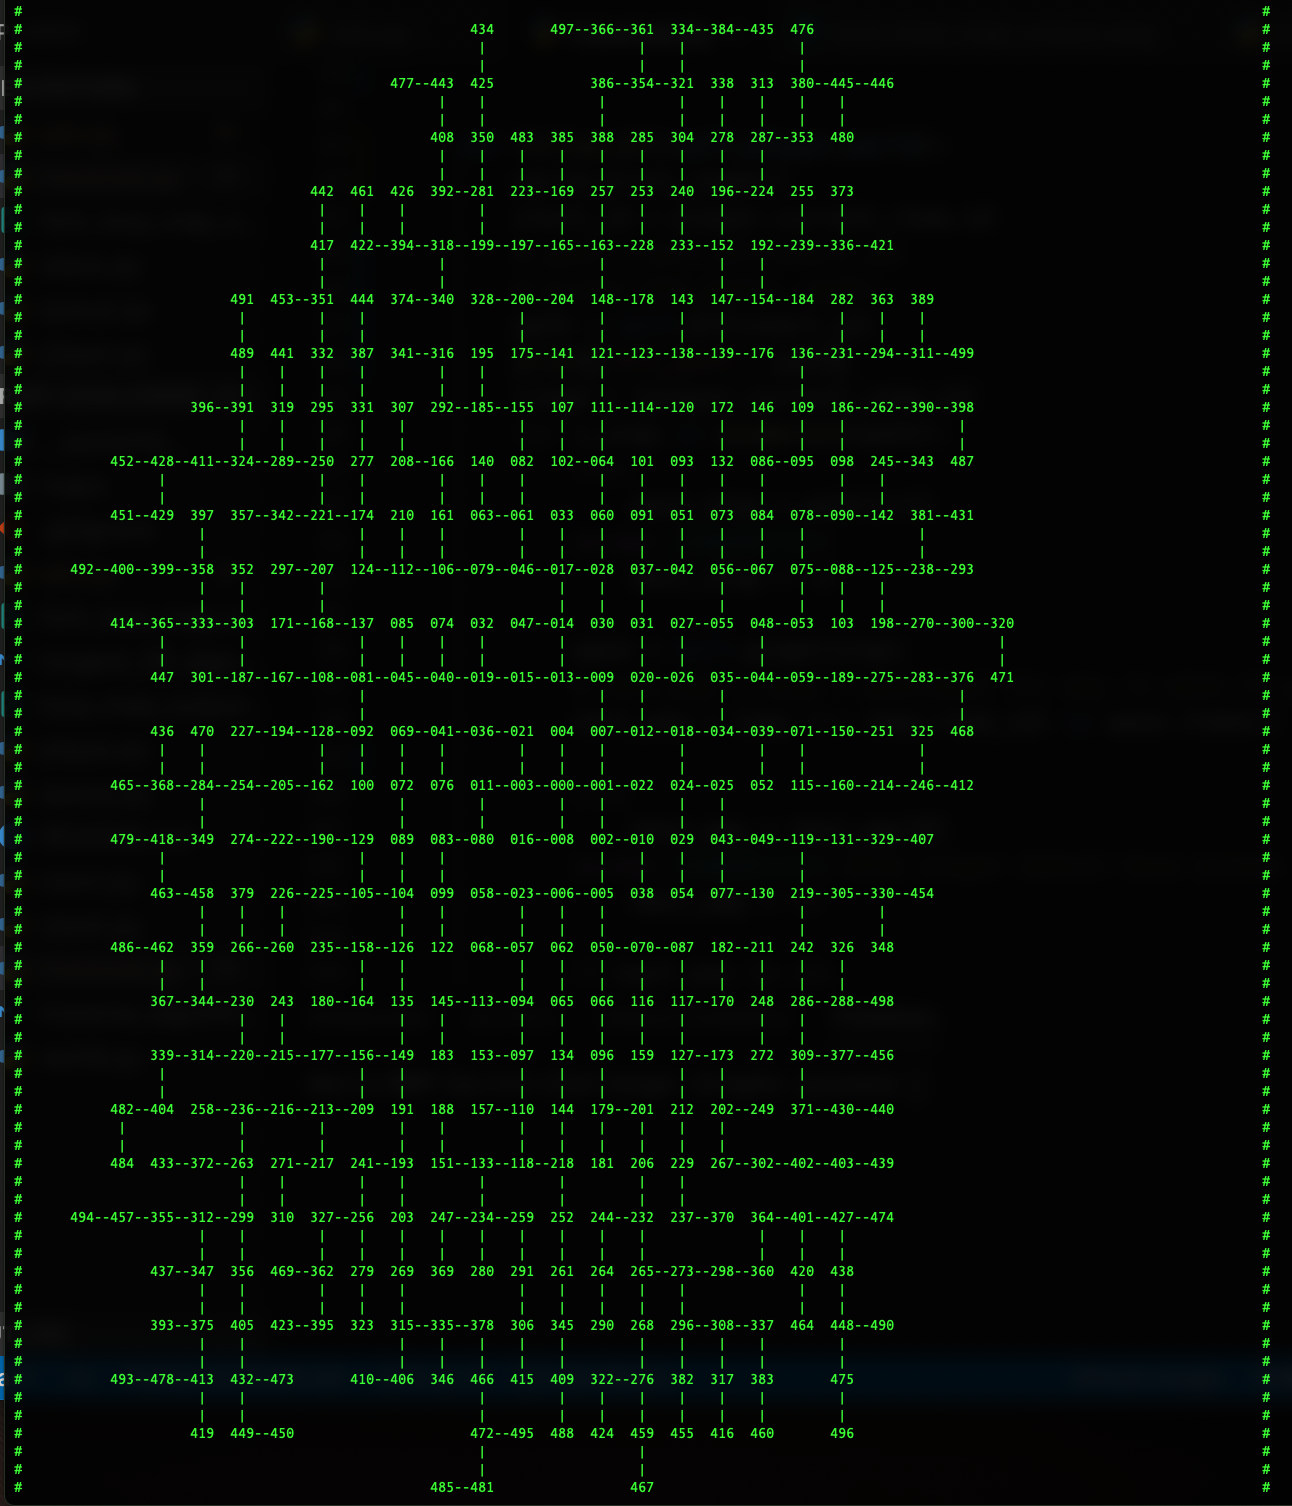 #
# 434 497--366--361 334--384--435 476 #
# | | | | #
# | | | | #
# 477--443 425 386--354--321 338 313 380--445--446 #
# | | | | | | | | #
# | | | | | | | | #
# 408 350 483 385 388 285 304 278 287--353 480 #
# | | | | | | | | | #
# | | | | | | | | | #
# 442 461 426 392--281 223--169 257 253 240 196--224 255 373 #
# | | | | | | | | | | | #
# | | | | | | | | | | | #
# 417 422--394--318--199--197--165--163--228 233--152 192--239--336--421 #
# | | | | | #
# | | | | | #
# 491 453--351 444 374--340 328--200--204 148--178 143 147--154--184 282 363 389 #
# | | | | | | | | | | #
# | | | | | | | | | | #
# 489 441 332 387 341--316 195 175--141 121--123--138--139--176 136--231--294--311--499 #
# | | | | | | | | | #
# | | | | | | | | | #
# 396--391 319 295 331 307 292--185--155 107 111--114--120 172 146 109 186--262--390--398 #
# | | | | | | | | | | | | | #
# | | | | | | | | | | | | | #
# 452--428--411--324--289--250 277 208--166 140 082 102--064 101 093 132 086--095 098 245--343 487 #
# | | | | | | | | | | | | | #
# | | | | | | | | | | | | | #
# 451--429 397 357--342--221--174 210 161 063--061 033 060 091 051 073 084 078--090--142 381--431 #
# | | | | | | | | | | | | | #
# | | | | | | | | | | | | | #
# 492--400--399--358 352 297--207 124--112--106--079--046--017--028 037--042 056--067 075--088--125--238--293 #
# | | | | | | | | | | #
# | | | | | | | | | | #
# 414--365--333--303 171--168--137 085 074 032 047--014 030 031 027--055 048--053 103 198--270--300--320 #
# | | | | | | | | | | | #
# | | | | | | | | | | | #
# 447 301--187--167--108--081--045--040--019--015--013--009 020--026 035--044--059--189--275--283--376 471 #
# | | | | | #
# | | | | | #
# 436 470 227--194--128--092 069--041--036--021 004 007--012--018--034--039--071--150--251 325 468 #
# | | | | | | | | | | | | | #
# | | | | | | | | | | | | | #
# 465--368--284--254--205--162 100 072 076 011--003--000--001--022 024--025 052 115--160--214--246--412 #
# | | | | | | | #
# | | | | | | | #
# 479--418--349 274--222--190--129 089 083--080 016--008 002--010 029 043--049--119--131--329--407 #
# | | | | | | | | | #
# | | | | | | | | | #
# 463--458 379 226--225--105--104 099 058--023--006--005 038 054 077--130 219--305--330--454 #
# | | | | | | | | | | #
# | | | | | | | | | | #
# 486--462 359 266--260 235--158--126 122 068--057 062 050--070--087 182--211 242 326 348 #
# | | | | | | | | | | | | | #
# | | | | | | | | | | | | | #
# 367--344--230 243 180--164 135 145--113--094 065 066 116 117--170 248 286--288--498 #
# | | | | | | | | | | | #
# | | | | | | | | | | | #
# 339--314--220--215--177--156--149 183 153--097 134 096 159 127--173 272 309--377--456 #
# | | | | | | | | #
# | | | | | | | | #
# 482--404 258--236--216--213--209 191 188 157--110 144 179--201 212 202--249 371--430--440 #
# | | | | | | | | | | | #
# | | | | | | | | | | | #
# 484 433--372--263 271--217 241--193 151--133--118--218 181 206 229 267--302--402--403--439 #
# | | | | | | | | #
# | | | | | | | | #
# 494--457--355--312--299 310 327--256 203 247--234--259 252 244--232 237--370 364--401--427--474 #
# | | | | | | | | | | | | | | #
# | | | | | | | | | | | | | | #
# 437--347 356 469--362 279 269 369 280 291 261 264 265--273--298--360 420 438 #
# | | | | | | | | | | | | #
# | | | | | | | | | | | | #
# 393--375 405 423--395 323 315--335--378 306 345 290 268 296--308--337 464 448--490 #
# | | | | | | | | | | | | | #
# | | | | | | | | | | | | | #
# 493--478--413 432--473 410--406 346 466 415 409 322--276 382 317 383 475 #
# | | | | | | | | | | #
# | | | | | | | | | | #
# 419 449--450 472--495 488 424 459 455 416 460 496 #
# | | #
# | | #
# 485--481 467 #